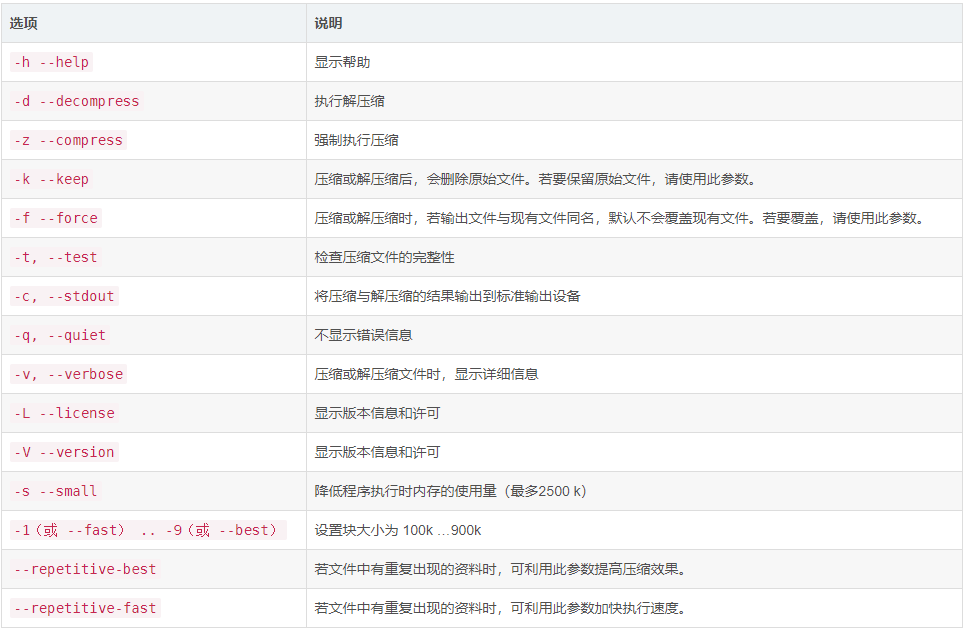 选项 说明
-h --help 显示帮助
-d --decompress 执行解压缩
-z --compress 强制执行压缩
-k --keep 压缩或解压缩后，会删除原始文件。若要保留原始文件，请使用此参数。
-f --force 压缩或解压缩时，若输出文件与现有文件同名，默认不会覆盖现有文件。若要覆盖，请使用此参数。
-t, --test 检查压缩文件的完整性
-c, --stdout 将压缩与解压缩的结果输出到标准输出设备
-q, --quiet 不显示错误信息
-v, --verbose 压缩或解压缩文件时，显示详细信息
-L --license 显示版本信息和许可
-V --version 显示版本信息和许可
-s --small 降低程序执行时内存的使用量（最多2500 k）
-1（或 --fast） .. -9（或 --best） 设置块大小为 100k …900k
--repetitive-best 若文件中有重复出现的资料时，可利用此参数提高压缩效果。
--repetitive-fast 若文件中有重复出现的资料时，可利用此参数加快执行速度。